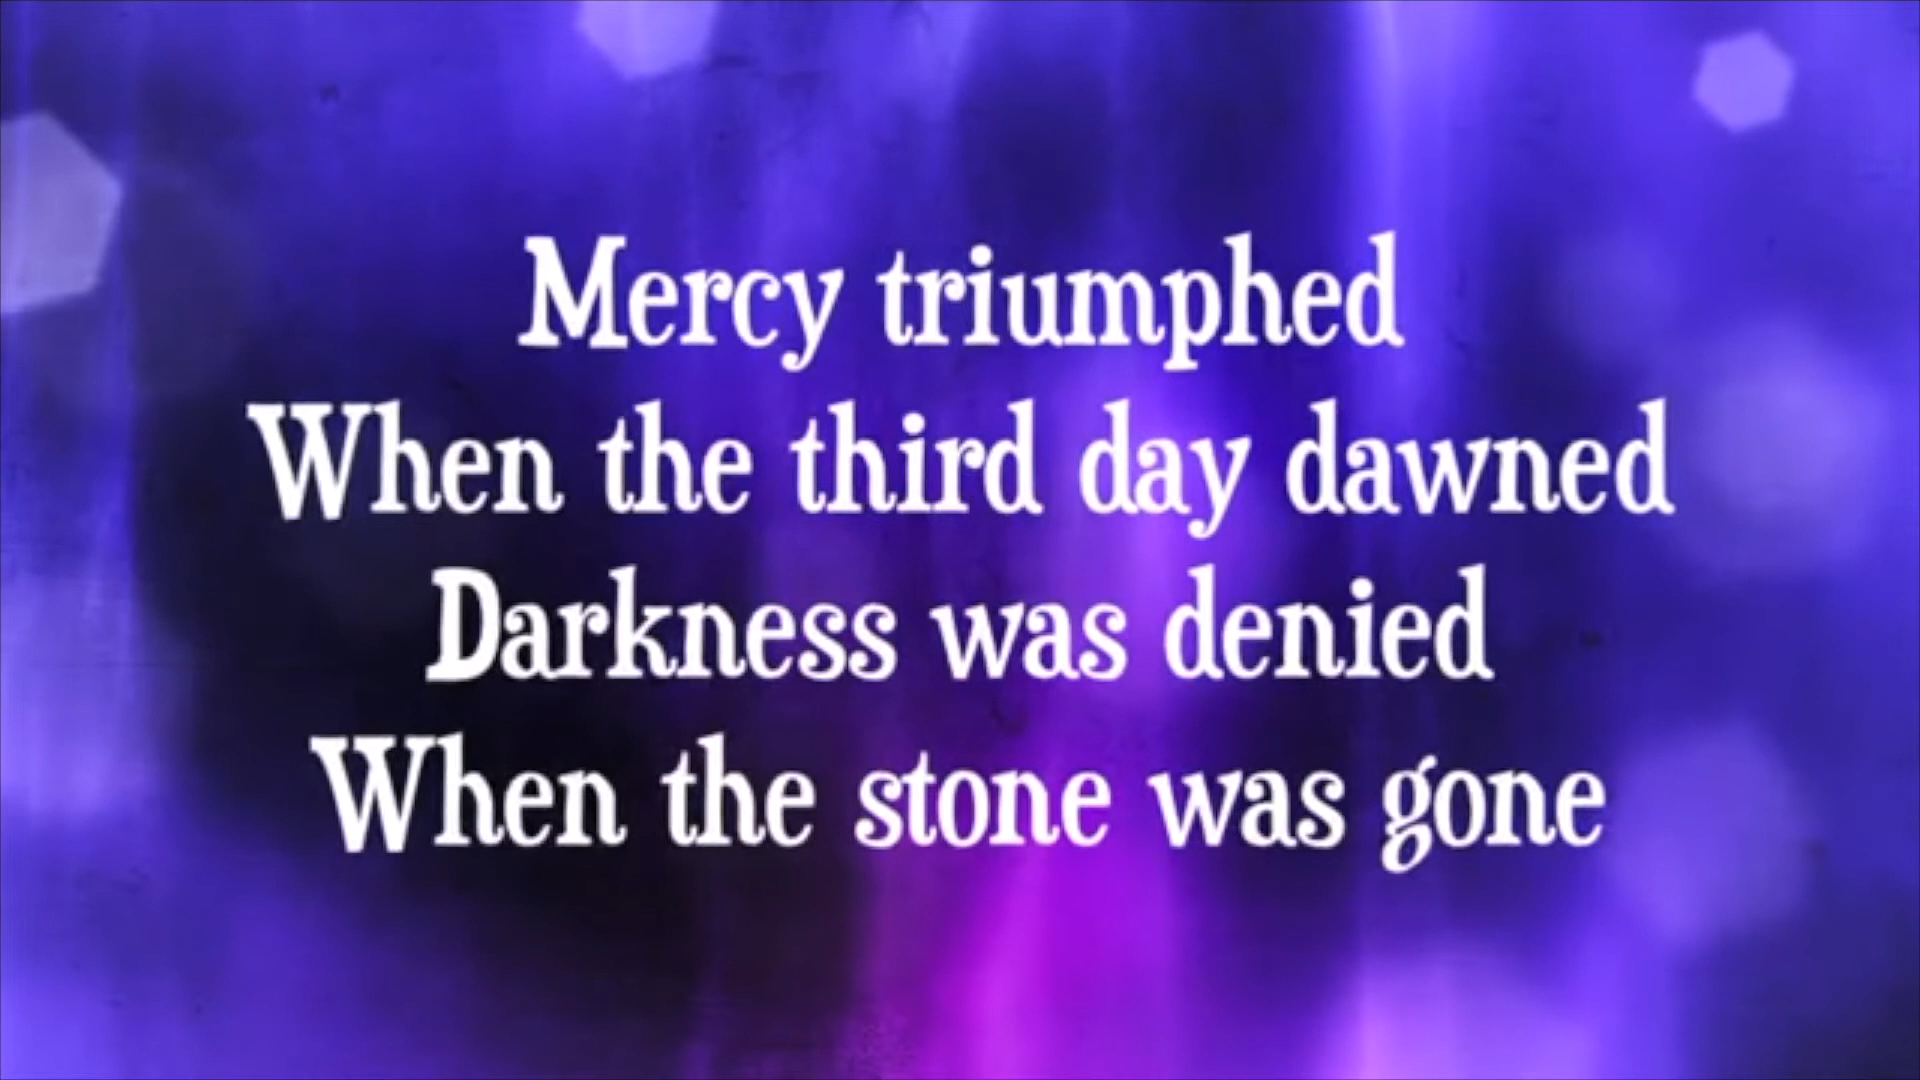 Mercy triumphed
When the third day dawned
Darkness was denied
When the stone was gone